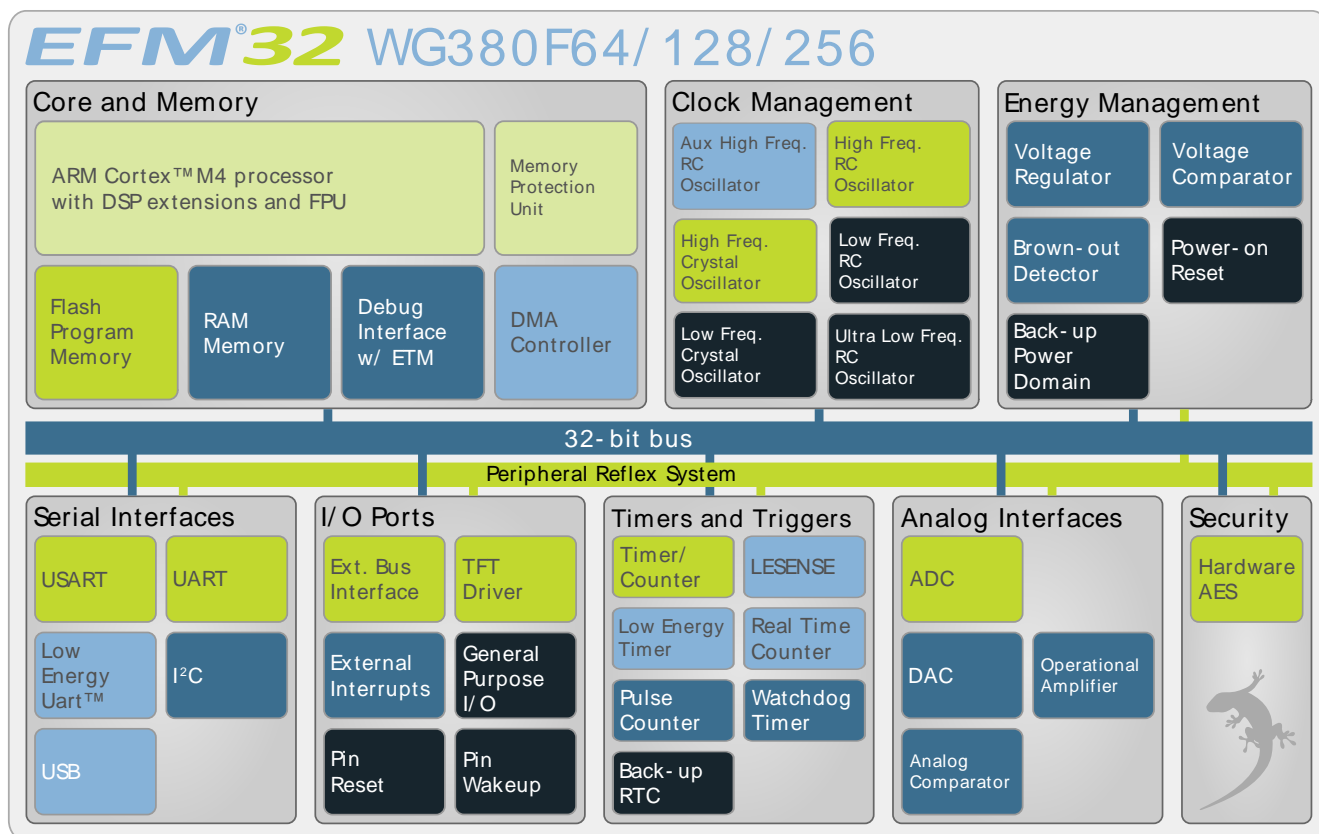 EFM®32 WG380F64/128/256
Core and Memory
ARM Cortex™ M4 processor
with DSP extensions and FPU
Memory
Protection
Unit
Flash
Program
Memory
RAM
Memory
Debug
Interface
w/ ETM
DMA
Controller
Clock Management
Aux High Freq.
RC
Oscillator
High Freq.
RC
Oscillator
High Freq.
Crystal
Oscillator
Low Freq.
RC
Oscillator
Low Freq.
Crystal
Oscillator
Ultra Low Freq.
RC
Oscillator
Energy Management
Voltage
Regulator
Voltage
Comparator
Brown-out
Detector
Power-on
Reset
Back-up
Power
Domain
32-bit bus
Peripheral Reflex System
Serial Interfaces
USART
UART
Low
Energy
Uart™
I²C
USB
I/O Ports
Ext. Bus
Interface
TFT
Driver
External
Interrupts
General
Purpose
I/O
Pin
Reset
Pin
Wakeup
Timers and Triggers
Timer/
Counter
LESENSE
Low Energy
Timer
Real Time
Counter
Pulse
Counter
Watchdog
Timer
Back-up
RTC
Analog Interfaces
ADC
DAC
Operational
Amplifier
Analog
Comparator
Security
Hardware
AES